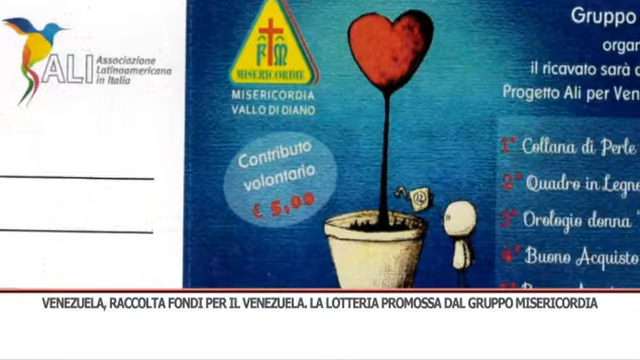 ALI Associazione
Latinoamericana
in Italia
F M
MISERICORDIE
MISERICORDIA
VALLO DI DIANO
Contributo
volontario
€ 5,00
Gruppo
organ
il ricavato sarà d
Progetto Ali per Ven
1° Collana di Perle
2° Quadro in Legno
3° Orologio donna
4° Buono Acquisto
VENEZUELA, RACCOLTA FONDI PER IL VENEZUELA. LA LOTTERIA PROMOSSA DAL GRUPPO MISERICORDIA